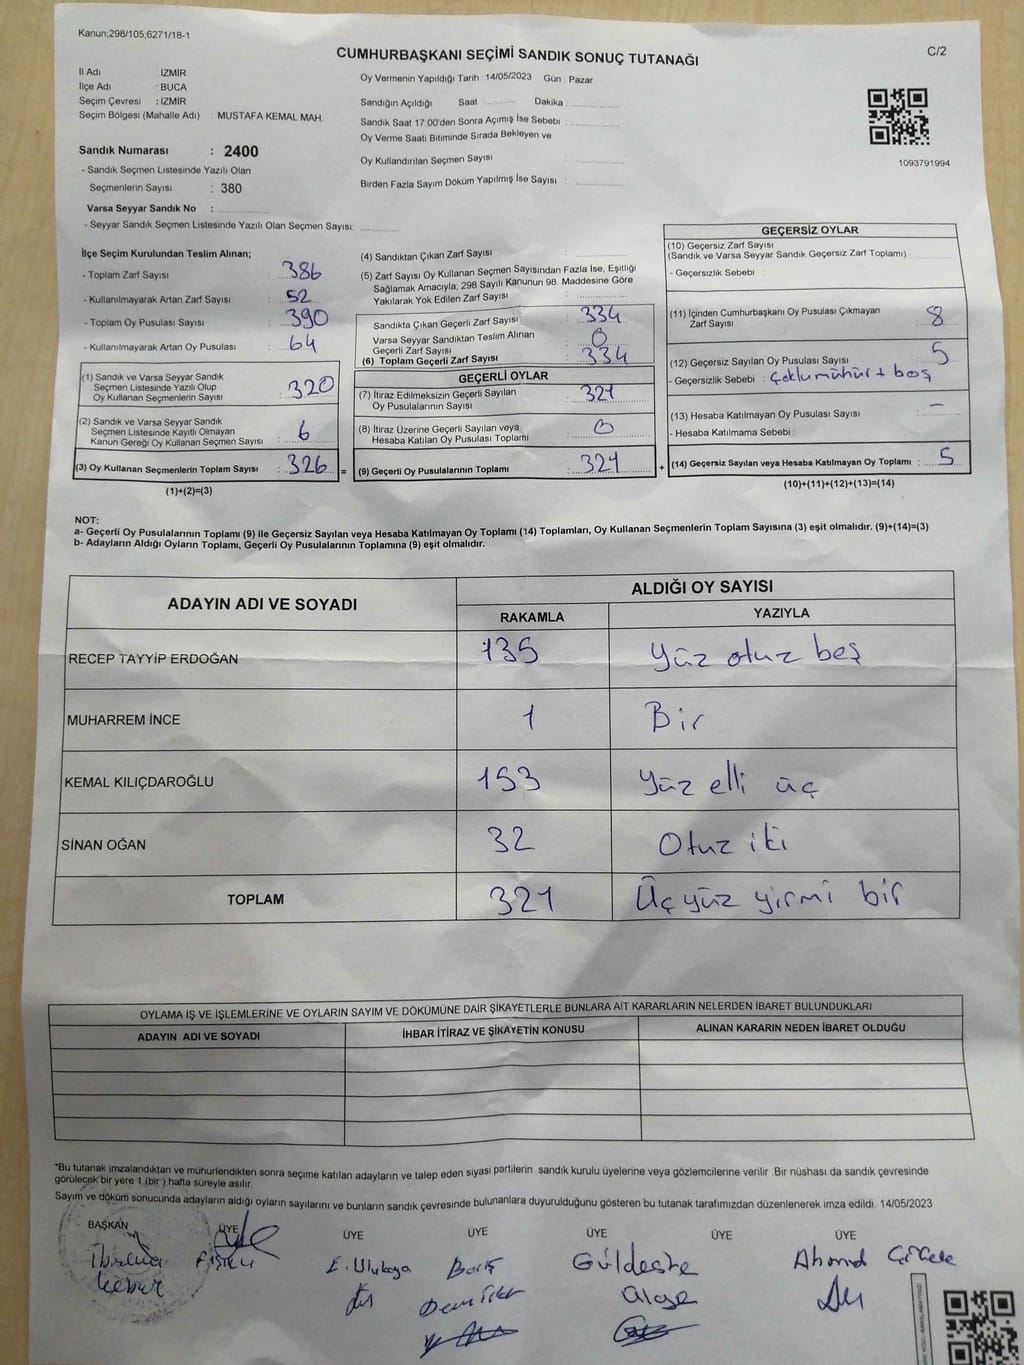 Kanun;298/105;6271/18-1
C/2
CUMHURBAŞKANI SEÇİMİ SANDIK SONUÇ TUTANAĞI
İl Adı : İZMİR
İlçe Adı : BUCA
Seçim Çevresi : İZMİR
Seçim Bölgesi (Mahalle Adı) : MUSTAFA KEMAL MAH.
Sandık Numarası : 2400
- Sandık Seçmen Listesinde Yazılı Olan
Seçmenlerin Sayısı : 380
Varsa Seyyar Sandık No :
- Seyyar Sandık Seçmen Listesinde Yazılı Olan Seçmen Sayısı:
Oy Vermenin Yapıldığı Tarih : 14/05/2023 Gün : Pazar
Sandığın Açıldığı Saat : Dakika :
Sandık Saat 17:00'den Sonra Açımış İse Sebebi :
Oy Verme Saati Bitiminde Sırada Bekleyen ve
Oy Kullandırılan Seçmen Sayısı :
Birden Fazla Sayım Döküm Yapılmış İse Sayısı :
1093791994
İlçe Seçim Kurulundan Teslim Alınan;
- Toplam Zarf Sayısı : 386
- Kullanılmayarak Artan Zarf Sayısı : 52
- Toplam Oy Pusulası Sayısı : 390
- Kullanılmayarak Artan Oy Pusulası : 64
(1) Sandık ve Varsa Seyyar Sandık
Seçmen Listesinde Yazılı Olup
Oy Kullanan Seçmenlerin Sayısı : 320
(2) Sandık ve Varsa Seyyar Sandık
Seçmen Listesinde Kayıtlı Olmayan
Kanun Gereği Oy Kullanan Seçmen Sayısı : 6
(3) Oy Kullanan Seçmenlerin Toplam Sayısı : 326 =
(1)+(2)=(3)
(4) Sandıktan Çıkan Zarf Sayısı :
(5) Zarf Sayısı Oy Kullanan Seçmen Sayısından Fazla İse, Eşitliği
Sağlamak Amacıyla; 298 Sayılı Kanunun 98. Maddesine Göre
Yakılarak Yok Edilen Zarf Sayısı :
Sandıkta Çıkan Geçerli Zarf Sayısı : 334
Varsa Seyyar Sandıktan Teslim Alınan
Geçerli Zarf Sayısı : 0
(6) Toplam Geçerli Zarf Sayısı : 334
GEÇERLİ OYLAR
(7) İtiraz Edilmeksizin Geçerli Sayılan
Oy Pusulalarının Sayısı : 321
(8) İtiraz Üzerine Geçerli Sayılan veya
Hesaba Katılan Oy Pusulası Toplamı : 0
(9) Geçerli Oy Pusulalarının Toplamı : 321 +
GEÇERSİZ OYLAR
(10) Geçersiz Zarf Sayısı
(Sandık ve Varsa Seyyar Sandık Geçersiz Zarf Toplamı) :
- Geçersizlik Sebebi :
(11) İçinden Cumhurbaşkanı Oy Pusulası Çıkmayan
Zarf Sayısı : 8
(12) Geçersiz Sayılan Oy Pusulası Sayısı : 5
- Geçersizlik Sebebi : Çoklu mühür + boş
(13) Hesaba Katılmayan Oy Pusulası Sayısı : -
- Hesaba Katılmama Sebebi :
(14) Geçersiz Sayılan veya Hesaba Katılmayan Oy Toplamı : 5
(10)+(11)+(12)+(13)=(14)
NOT:
a- Geçerli Oy Pusulalarının Toplamı (9) ile Geçersiz Sayılan veya Hesaba Katılmayan Oy Toplamı (14) Toplamları, Oy Kullanan Seçmenlerin Toplam Sayısına (3) eşit olmalıdır. (9)+(14)=(3)
b- Adayların Aldığı Oyların Toplamı, Geçerli Oy Pusulalarının Toplamına (9) eşit olmalıdır.
ADAYIN ADI VE SOYADI ALDIĞI OY SAYISI
RAKAMLA YAZIYLA
RECEP TAYYİP ERDOĞAN 135 Yüz otuz beş
MUHARREM İNCE 1 Bir
KEMAL KILIÇDAROĞLU 153 Yüz elli üç
SİNAN OĞAN 32 Otuz iki
TOPLAM 321 Üçyüz yirmi bir
OYLAMA İŞ VE İŞLEMLERİNE VE OYLARIN SAYIM VE DÖKÜMÜNE DAİR ŞİKAYETLERLE BUNLARA AİT KARARLARIN NELERDEN İBARET BULUNDUKLARI
ADAYIN ADI VE SOYADI İHBAR İTİRAZ VE ŞİKAYETİN KONUSU ALINAN KARARIN NEDEN İBARET OLDUĞU
*Bu tutanak imzalandıktan ve mühürlendikten sonra seçime katılan adayların ve talep eden siyasi partilerin sandık kurulu üyelerine veya gözlemcilerine verilir. Bir nüshası da sandık çevresinde
görülecek bir yere 1 (bir) hafta süreyle asılır.
Sayım ve döküm sonucunda adayların aldığı oyların sayılarını ve bunların sandık çevresinde bulunanlara duyurulduğunu gösteren bu tutanak tarafımızdan düzenlenerek imza edildi. 14/05/2023
BAŞKAN ÜYE ÜYE ÜYE ÜYE ÜYE ÜYE
E. Ulukaya Barış Güldeste Ahmet